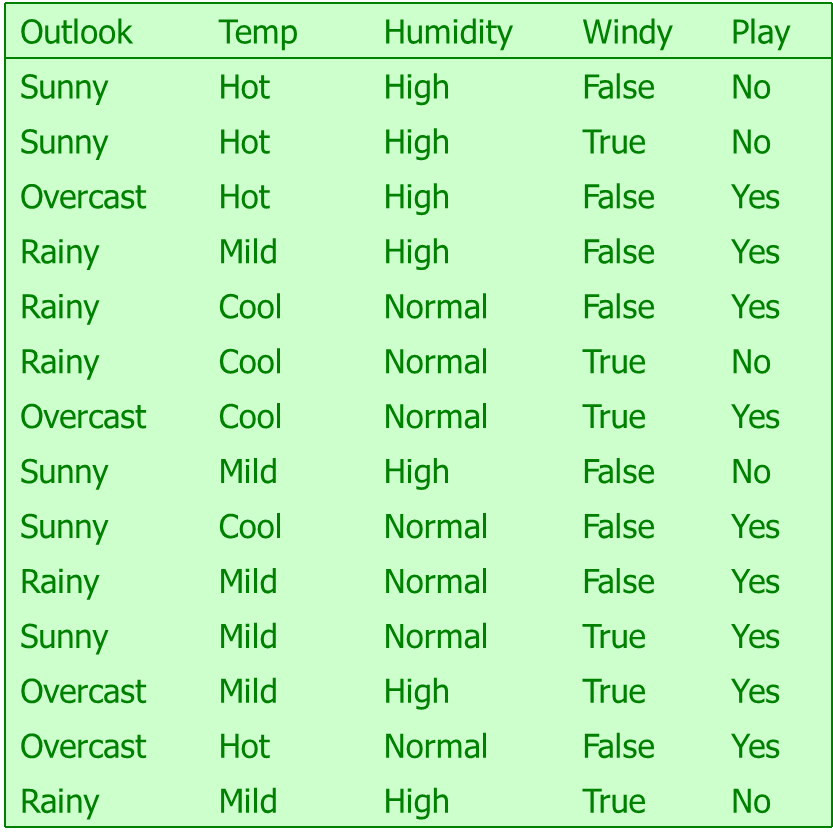 Outlook Temp Humidity Windy Play
Sunny Hot High False No
Sunny Hot High True No
Overcast Hot High False Yes
Rainy Mild High False Yes
Rainy Cool Normal False Yes
Rainy Cool Normal True No
Overcast Cool Normal True Yes
Sunny Mild High False No
Sunny Cool Normal False Yes
Rainy Mild Normal False Yes
Sunny Mild Normal True Yes
Overcast Mild High True Yes
Overcast Hot Normal False Yes
Rainy Mild High True No